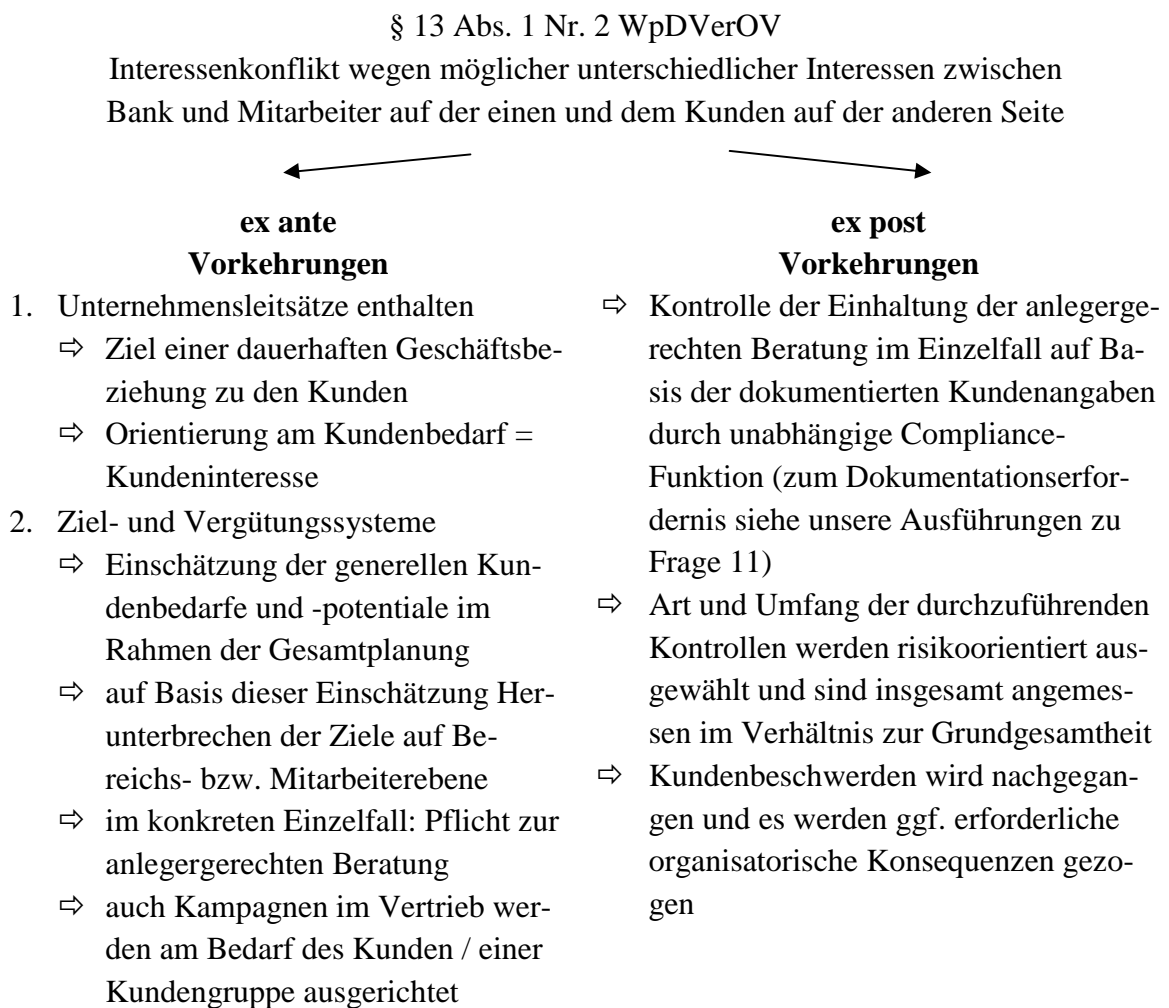 § 13 Abs. 1 Nr. 2 WpDVerOV
Interessenkonflikt wegen möglicher unterschiedlicher Interessen zwischen
Bank und Mitarbeiter auf der einen und dem Kunden auf der anderen Seite
ex ante
Vorkehrungen
1. Unternehmensleitsätze enthalten
⇨ Ziel einer dauerhaften Geschäftsbe-
ziehung zu den Kunden
⇨ Orientierung am Kundenbedarf =
Kundeninteresse
2. Ziel- und Vergütungssysteme
⇨ Einschätzung der generellen Kun-
denbedarfe und -potentiale im
Rahmen der Gesamtplanung
⇨ auf Basis dieser Einschätzung Her-
unterbrechen der Ziele auf Be-
reichs- bzw. Mitarbeiterebene
⇨ im konkreten Einzelfall: Pflicht zur
anlegergerechten Beratung
⇨ auch Kampagnen im Vertrieb wer-
den am Bedarf des Kunden / einer
Kundengruppe ausgerichtet
ex post
Vorkehrungen
⇨ Kontrolle der Einhaltung der anlegerge-
rechten Beratung im Einzelfall auf Ba-
sis der dokumentierten Kundenangaben
durch unabhängige Compliance-
Funktion (zum Dokumentationserfor-
dernis siehe unsere Ausführungen zu
Frage 11)
⇨ Art und Umfang der durchzuführenden
Kontrollen werden risikoorientiert aus-
gewählt und sind insgesamt angemes-
sen im Verhältnis zur Grundgesamtheit
⇨ Kundenbeschwerden wird nachgegan-
gen und es werden ggf. erforderliche
organisatorische Konsequenzen gezo-
gen